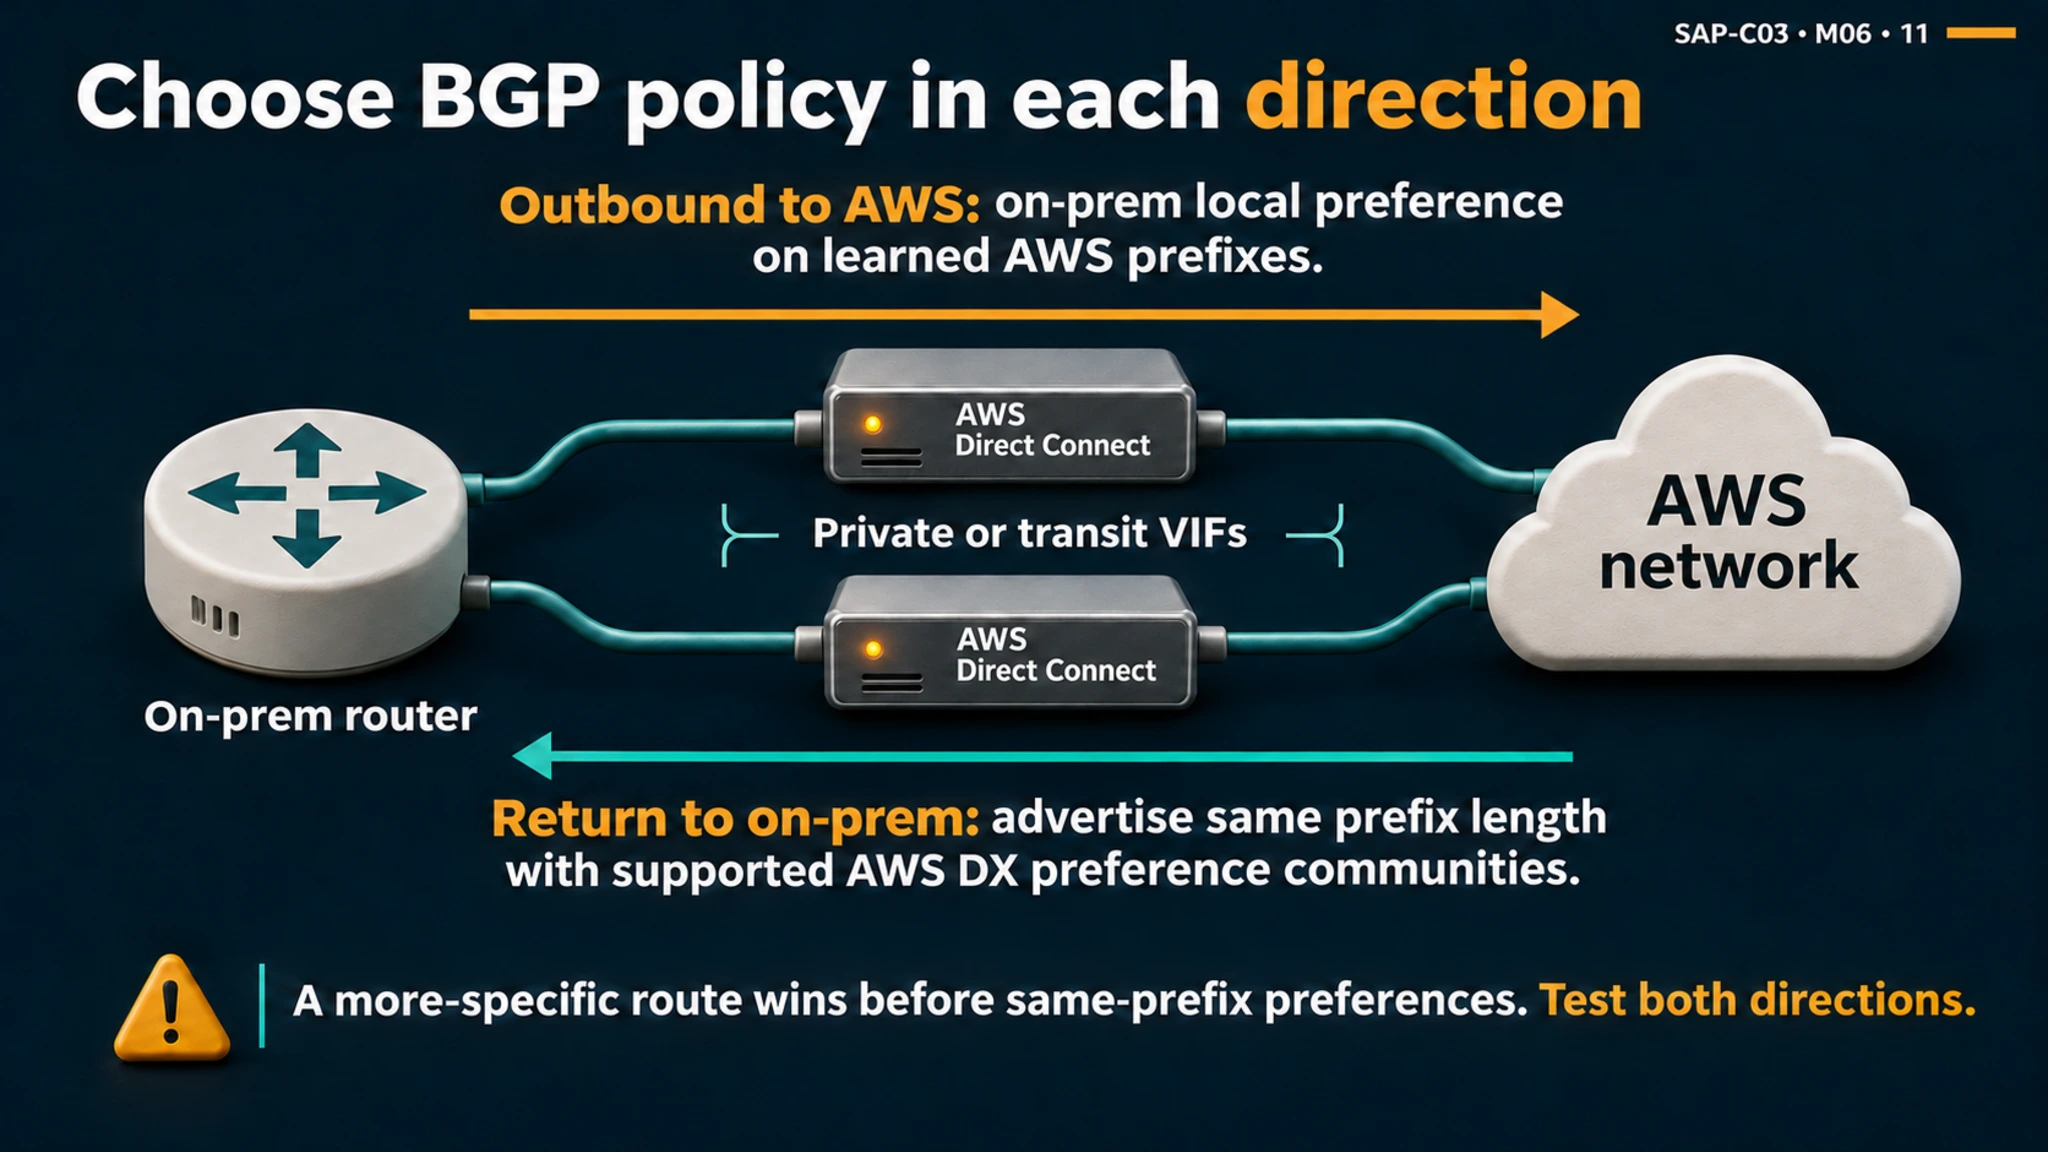 SAP-C03 • M06 • 11
Choose BGP policy in each direction
Outbound to AWS: on-prem local preference
on learned AWS prefixes.
AWS
Direct Connect
Private or transit VIFs
AWS
network
AWS
Direct Connect
On-prem router
Return to on-prem: advertise same prefix length
with supported AWS DX preference communities.
A more-specific route wins before same-prefix preferences. Test both directions.